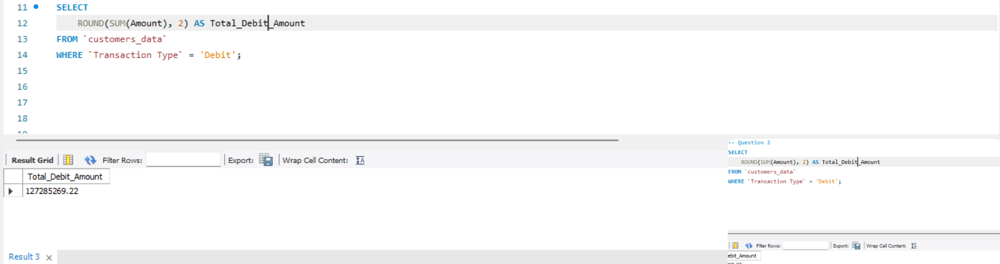 11 SELECT
12 ROUND(SUM(Amount), 2) AS Total_Debit_Amount
13 FROM `customers_data`
14 WHERE `Transaction Type` = 'Debit';
15
16
17
18
Result Grid Filter Rows: Export: Wrap Cell Content:
Total_Debit_Amount
127285269.22
Result 3
-- Question 2
SELECT
ROUND(SUM(Amount), 2) AS Total_Debit_Amount
FROM `customers_data`
WHERE `Transaction Type` = 'Debit';
Filter Rows: Export: Wrap Cell Content:
ebit_Amount